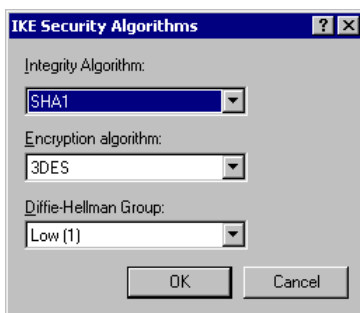 IKE Security Algorithms
Integrity Algorithm:
SHA1
Encryption algorithm:
3DES
Diffie-Hellman Group:
Low (1)
OK Cancel